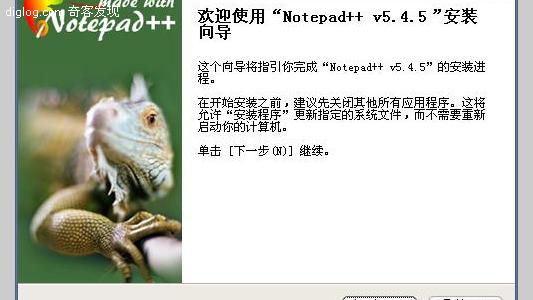 diglog.com 奇客发现
made with
Notepad++
欢迎使用“Notepad++ v5.4.5”安装
向导
这个向导将指引你完成“Notepad++ v5.4.5”的安装进
程。
在开始安装之前，建议先关闭其他所有应用程序。这将
允许“安装程序”更新指定的系统文件，而不需要重新
启动你的计算机。
单击 [下一步(N)] 继续。